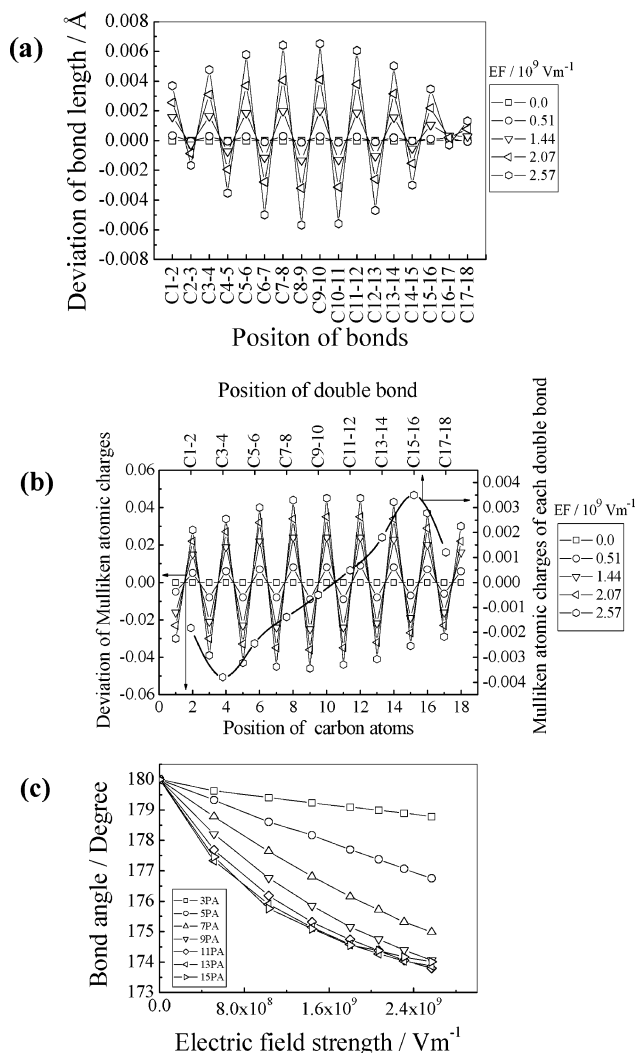 (a)
0.008
0.006
0.004
0.002
0.000
-0.002
-0.004
-0.006
-0.008
Deviation of bond length / Å
C1-2
C2-3
C3-4
C4-5
C5-6
C6-7
C7-8
C8-9
C9-10
C10-11
C11-12
C12-13
C13-14
C14-15
C15-16
C16-17
C17-18
Positon of bonds
EF / 10⁹ Vm⁻¹
0.0
0.51
1.44
2.07
2.57
(b)
Position of double bond
C1-2
C3-4
C5-6
C7-8
C9-10
C11-12
C13-14
C15-16
C17-18
0.06
0.04
0.02
0.00
-0.02
-0.04
-0.06
Deviation of Mulliken atomic charges
0.004
0.003
0.002
0.001
0.000
-0.001
-0.002
-0.003
-0.004
Mulliken atomic charges of each double bond
0 2 4 6 8 10 12 14 16 18
Position of carbon atoms
EF / 10⁹ Vm⁻¹
0.0
0.51
1.44
2.07
2.57
(c)
180
179
178
177
176
175
174
173
Bond angle / Degree
3PA
5PA
7PA
9PA
11PA
13PA
15PA
0.0 8.0x10⁸ 1.6x10⁹ 2.4x10⁹
Electric field strength / Vm⁻¹